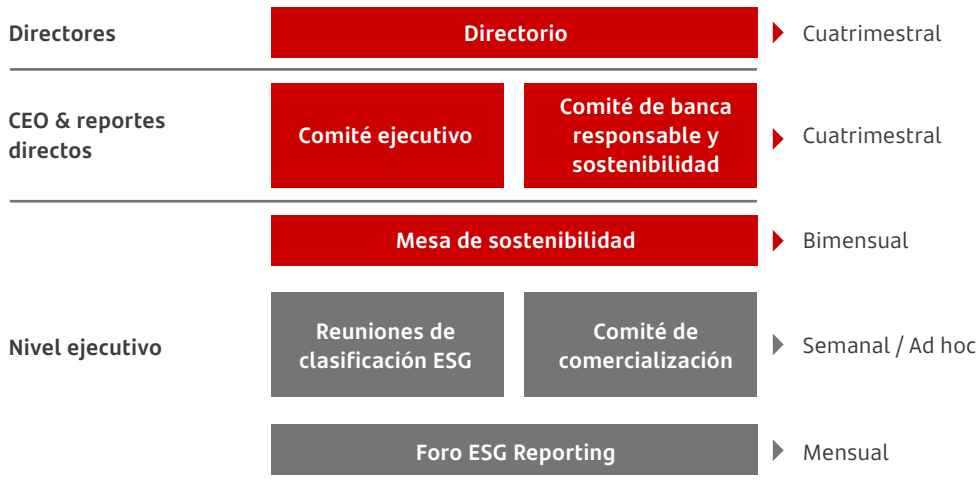 Directores
Directorio
Cuatrimestral
CEO & reportes
directos
Comité ejecutivo
Comité de banca
responsable y
sostenibilidad
Cuatrimestral
Mesa de sostenibilidad
Bimensual
Nivel ejecutivo
Reuniones de
clasificación ESG
Comité de
comercialización
Semanal / Ad hoc
Foro ESG Reporting
Mensual